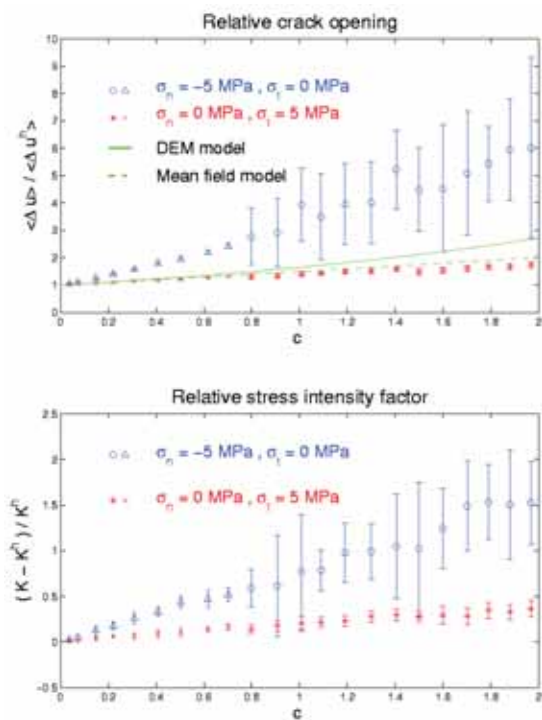 Relative crack opening
10
9
8
7
6
5
4
3
2
1
0
<Δ u> / <Δ uʰ>
σₙ = −5 MPa , σₜ = 0 MPa
σₙ = 0 MPa , σₜ = 5 MPa
DEM model
Mean field model
0 0.2 0.4 0.6 0.8 1 1.2 1.4 1.6 1.8 2
c
Relative stress intensity factor
2.5
2
1.5
1
0.5
0
−0.5
( K − Kʰ ) / Kʰ
σₙ = −5 MPa , σₜ = 0 MPa
σₙ = 0 MPa , σₜ = 5 MPa
0 0.2 0.4 0.6 0.8 1 1.2 1.4 1.6 1.8 2
c